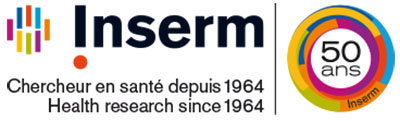 Inserm
Chercheur en santé depuis 1964
Health research since 1964
50
ans
Inserm